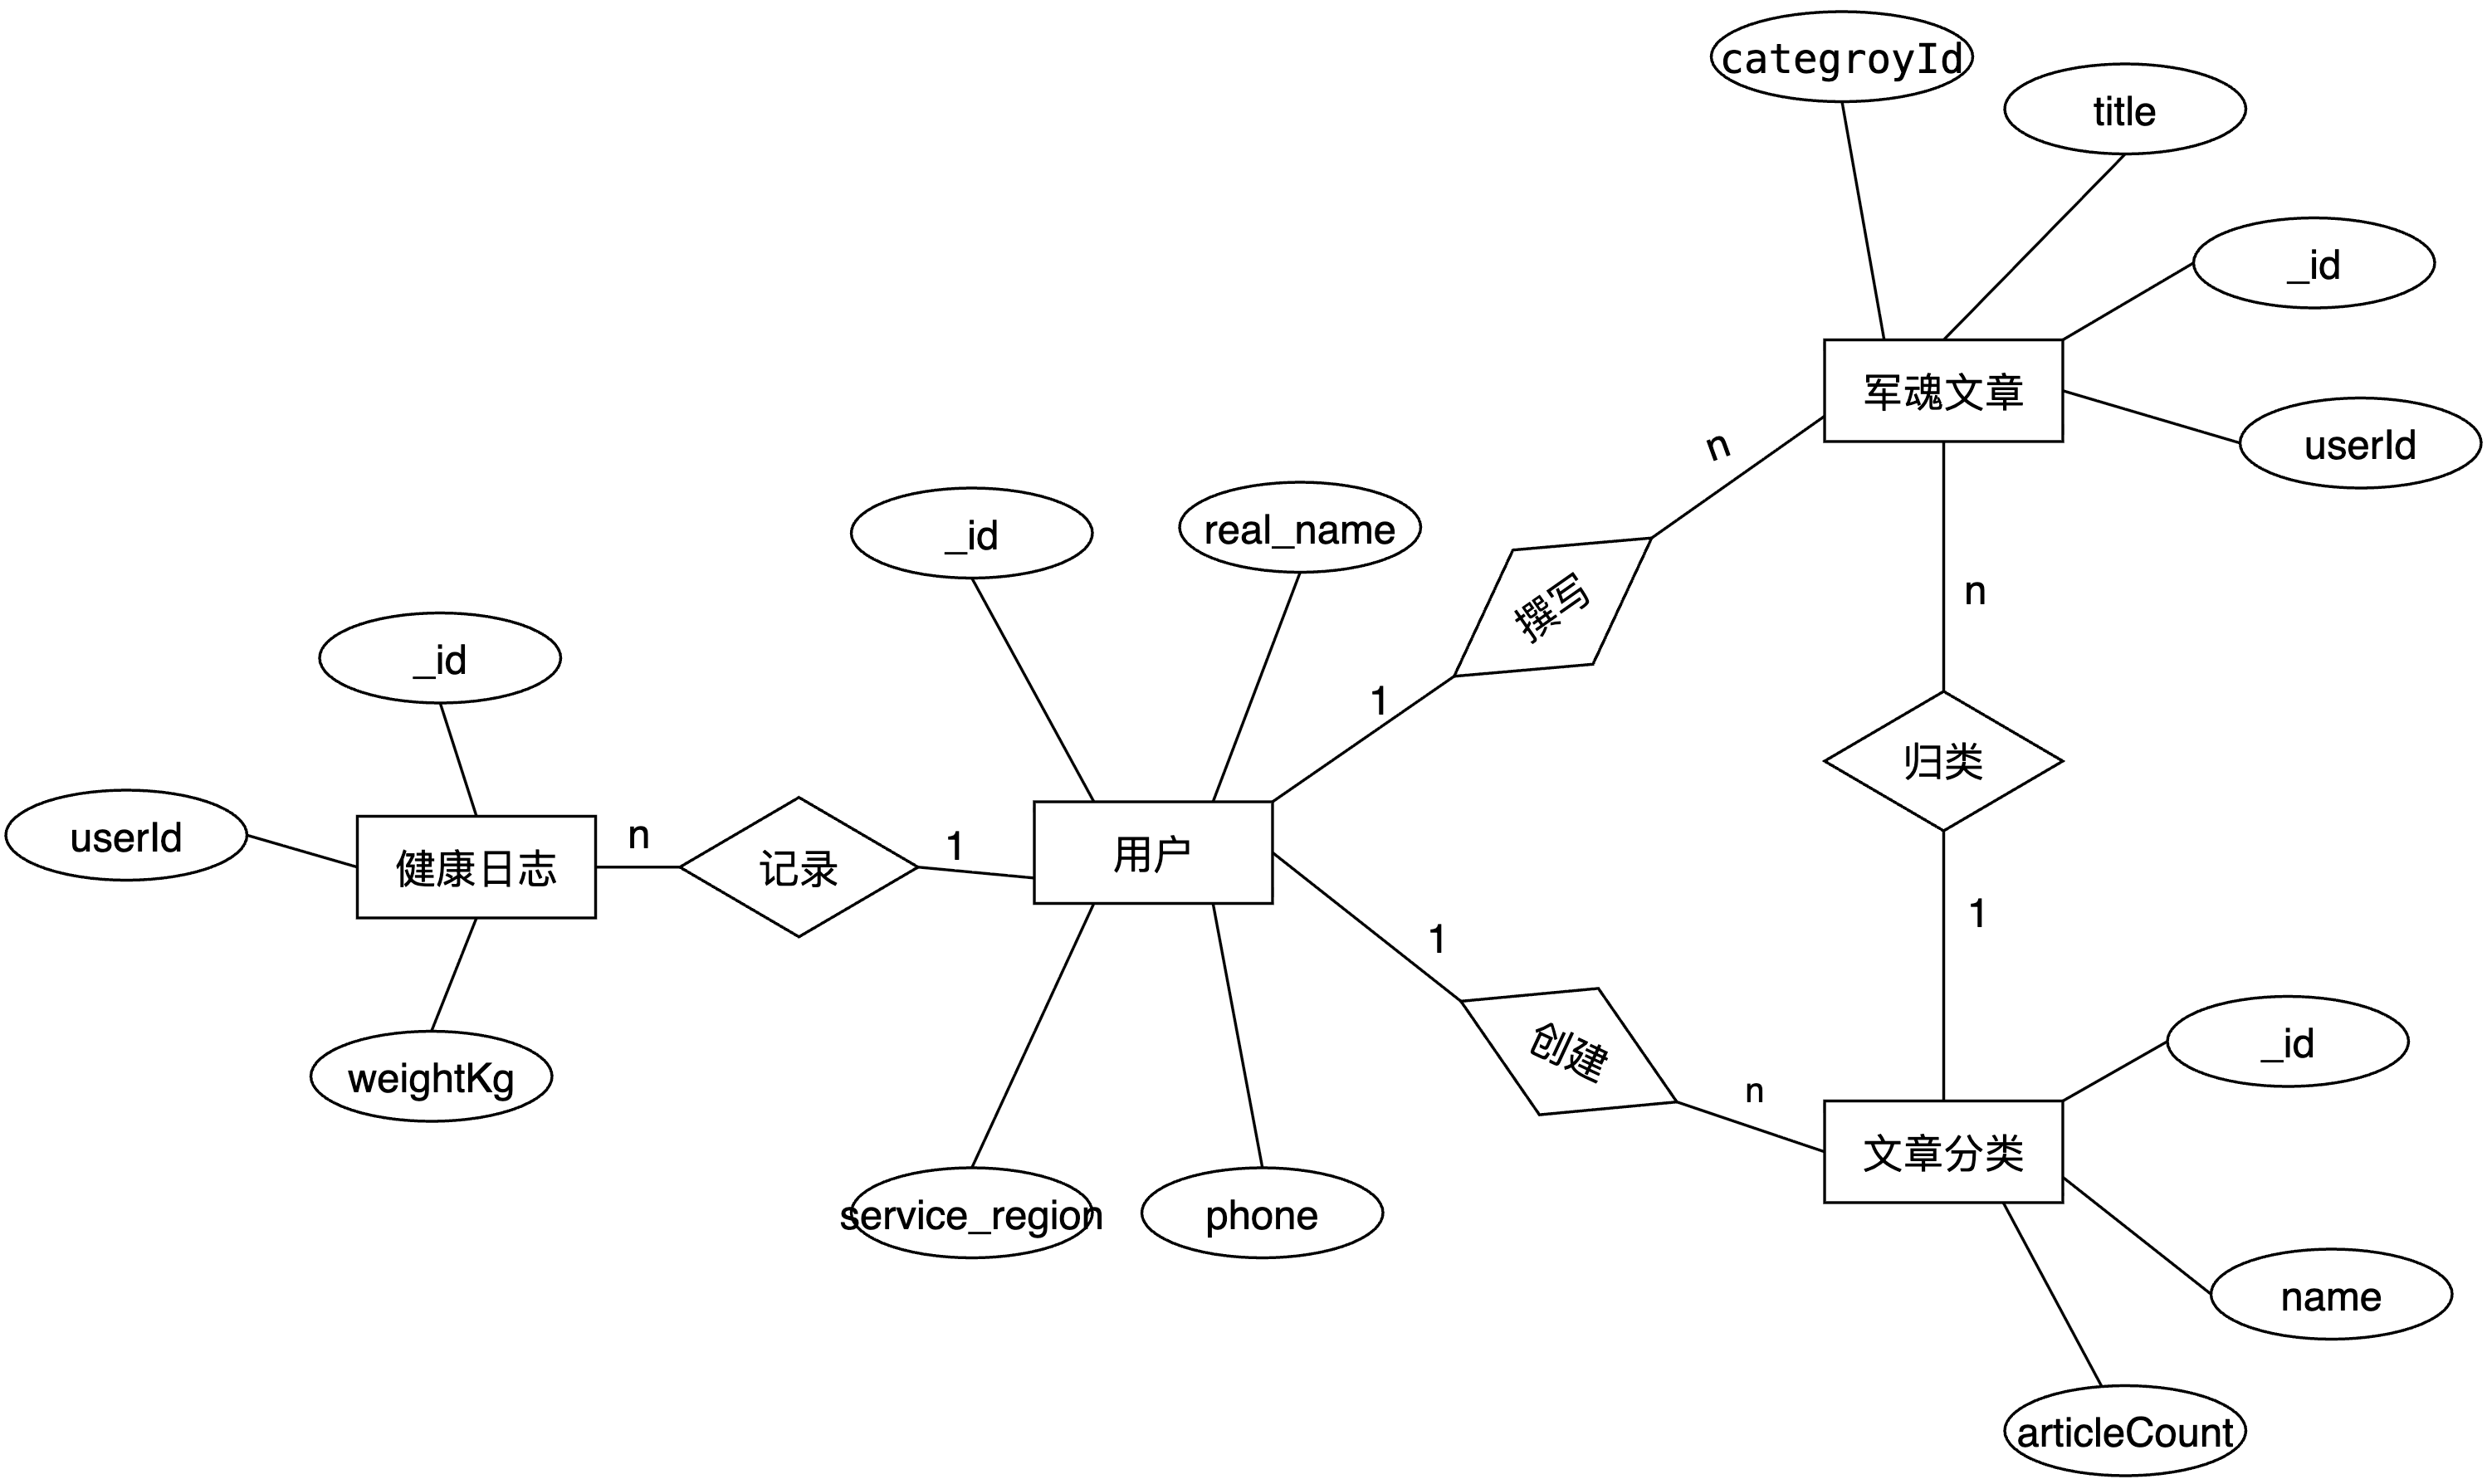 categroyId
title
_id
军魂文章
userId
n
_id
real_name
撰写
n
1
归类
_id
userId
健康日志
n
记录
1
用户
1
1
创建
n
_id
weightKg
文章分类
service_region
phone
name
articleCount